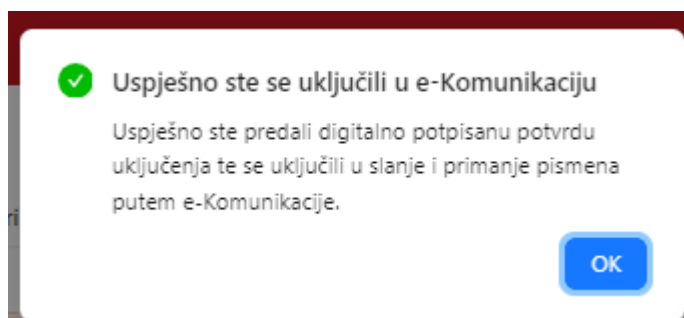 Uspješno ste se uključili u e-Komunikaciju
Uspješno ste predali digitalno potpisanu potvrdu
uključenja te se uključili u slanje i primanje pismena
putem e-Komunikacije.
OK